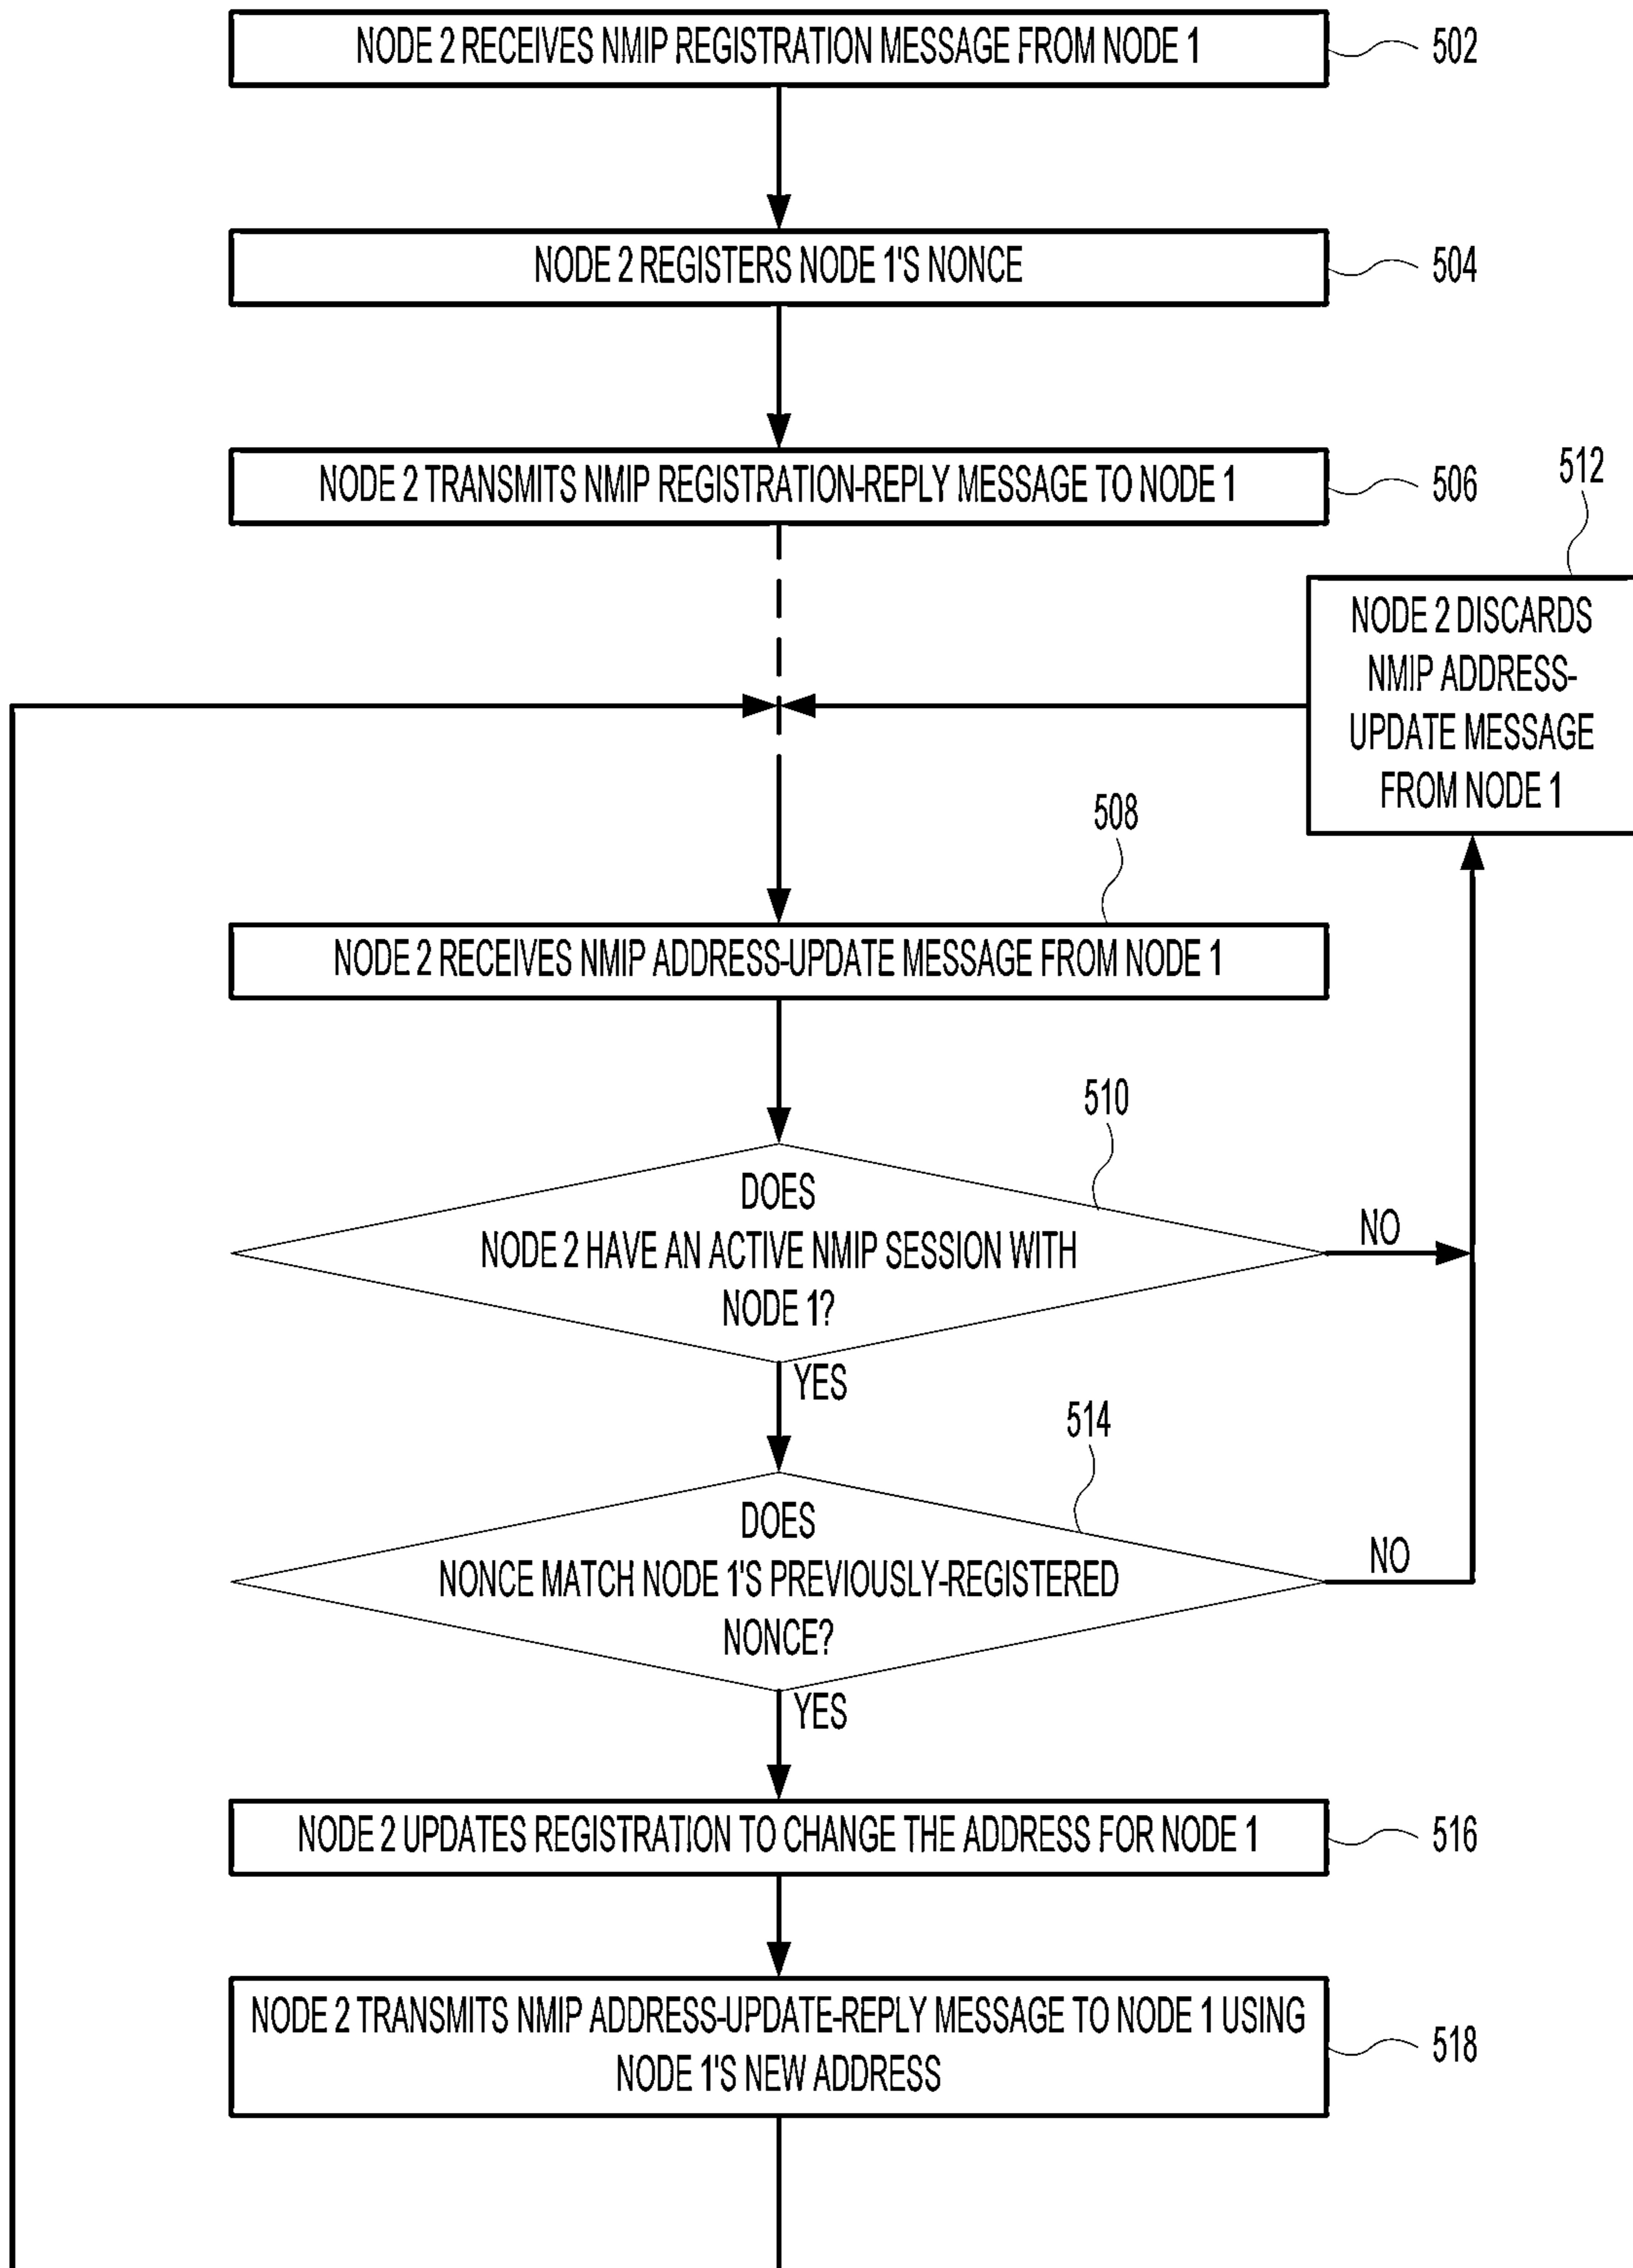 NODE 2 RECEIVES NMIP REGISTRATION MESSAGE FROM NODE 1
502
NODE 2 REGISTERS NODE 1'S NONCE
504
NODE 2 TRANSMITS NMIP REGISTRATION-REPLY MESSAGE TO NODE 1
506
512
NODE 2 DISCARDS
NMIP ADDRESS-
UPDATE MESSAGE
FROM NODE 1
508
NODE 2 RECEIVES NMIP ADDRESS-UPDATE MESSAGE FROM NODE 1
510
DOES
NODE 2 HAVE AN ACTIVE NMIP SESSION WITH
NODE 1?
NO
YES
514
DOES
NONCE MATCH NODE 1'S PREVIOUSLY-REGISTERED
NONCE?
NO
YES
NODE 2 UPDATES REGISTRATION TO CHANGE THE ADDRESS FOR NODE 1
516
NODE 2 TRANSMITS NMIP ADDRESS-UPDATE-REPLY MESSAGE TO NODE 1 USING
NODE 1'S NEW ADDRESS
518